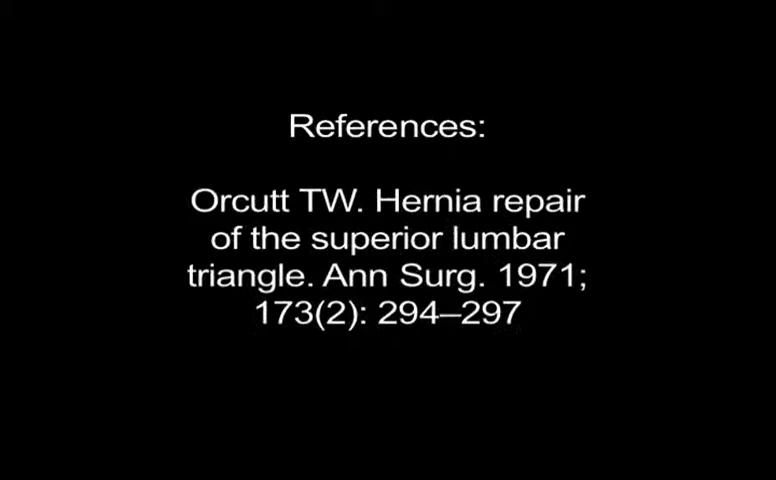 References:
Orcutt TW. Hernia repair
of the superior lumbar
triangle. Ann Surg. 1971;
173(2): 294–297